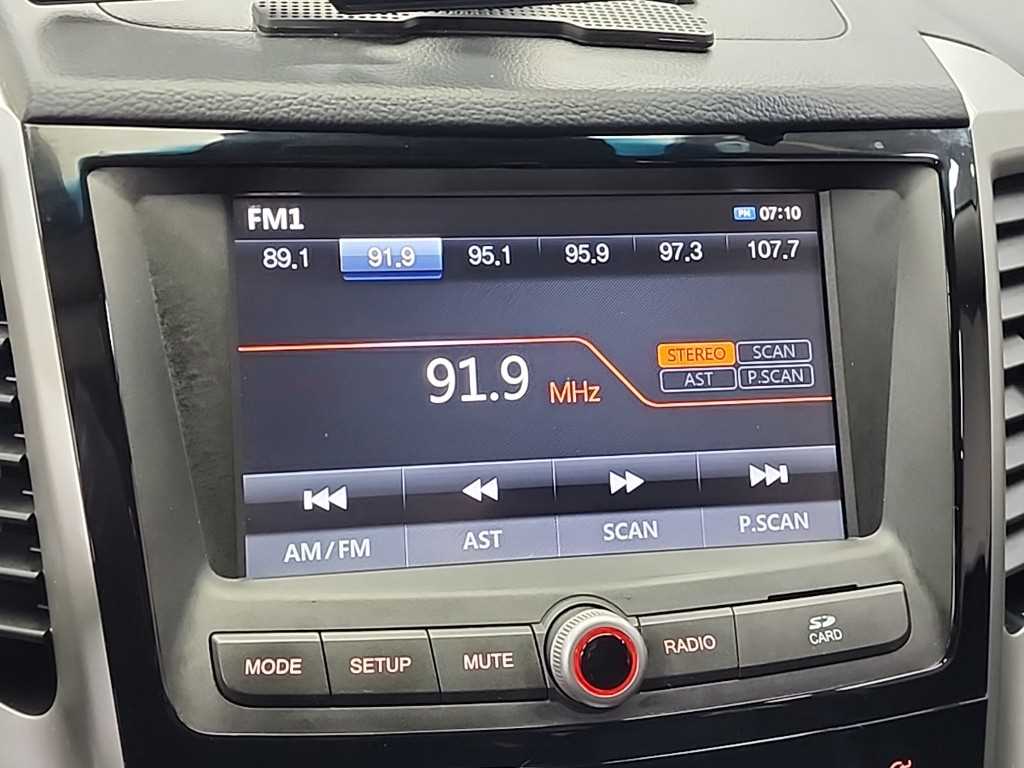 FM1 PM 07:10
89.1 91.9 95.1 95.9 97.3 107.7
91.9 MHz
STEREO SCAN
AST P.SCAN
AM/FM AST SCAN P.SCAN
MODE SETUP MUTE RADIO SD CARD